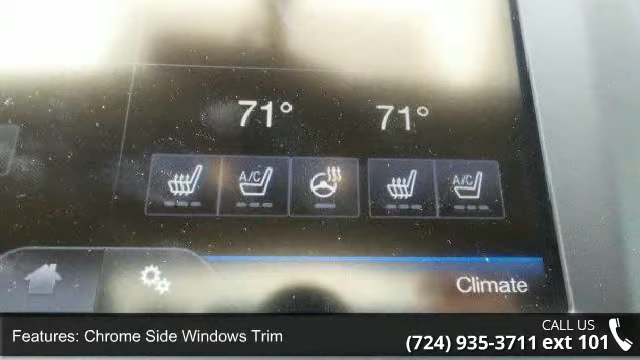 71° 71°
A/C A/C
Climate
Features: Chrome Side Windows Trim
CALL US
(724) 935-3711 ext 101